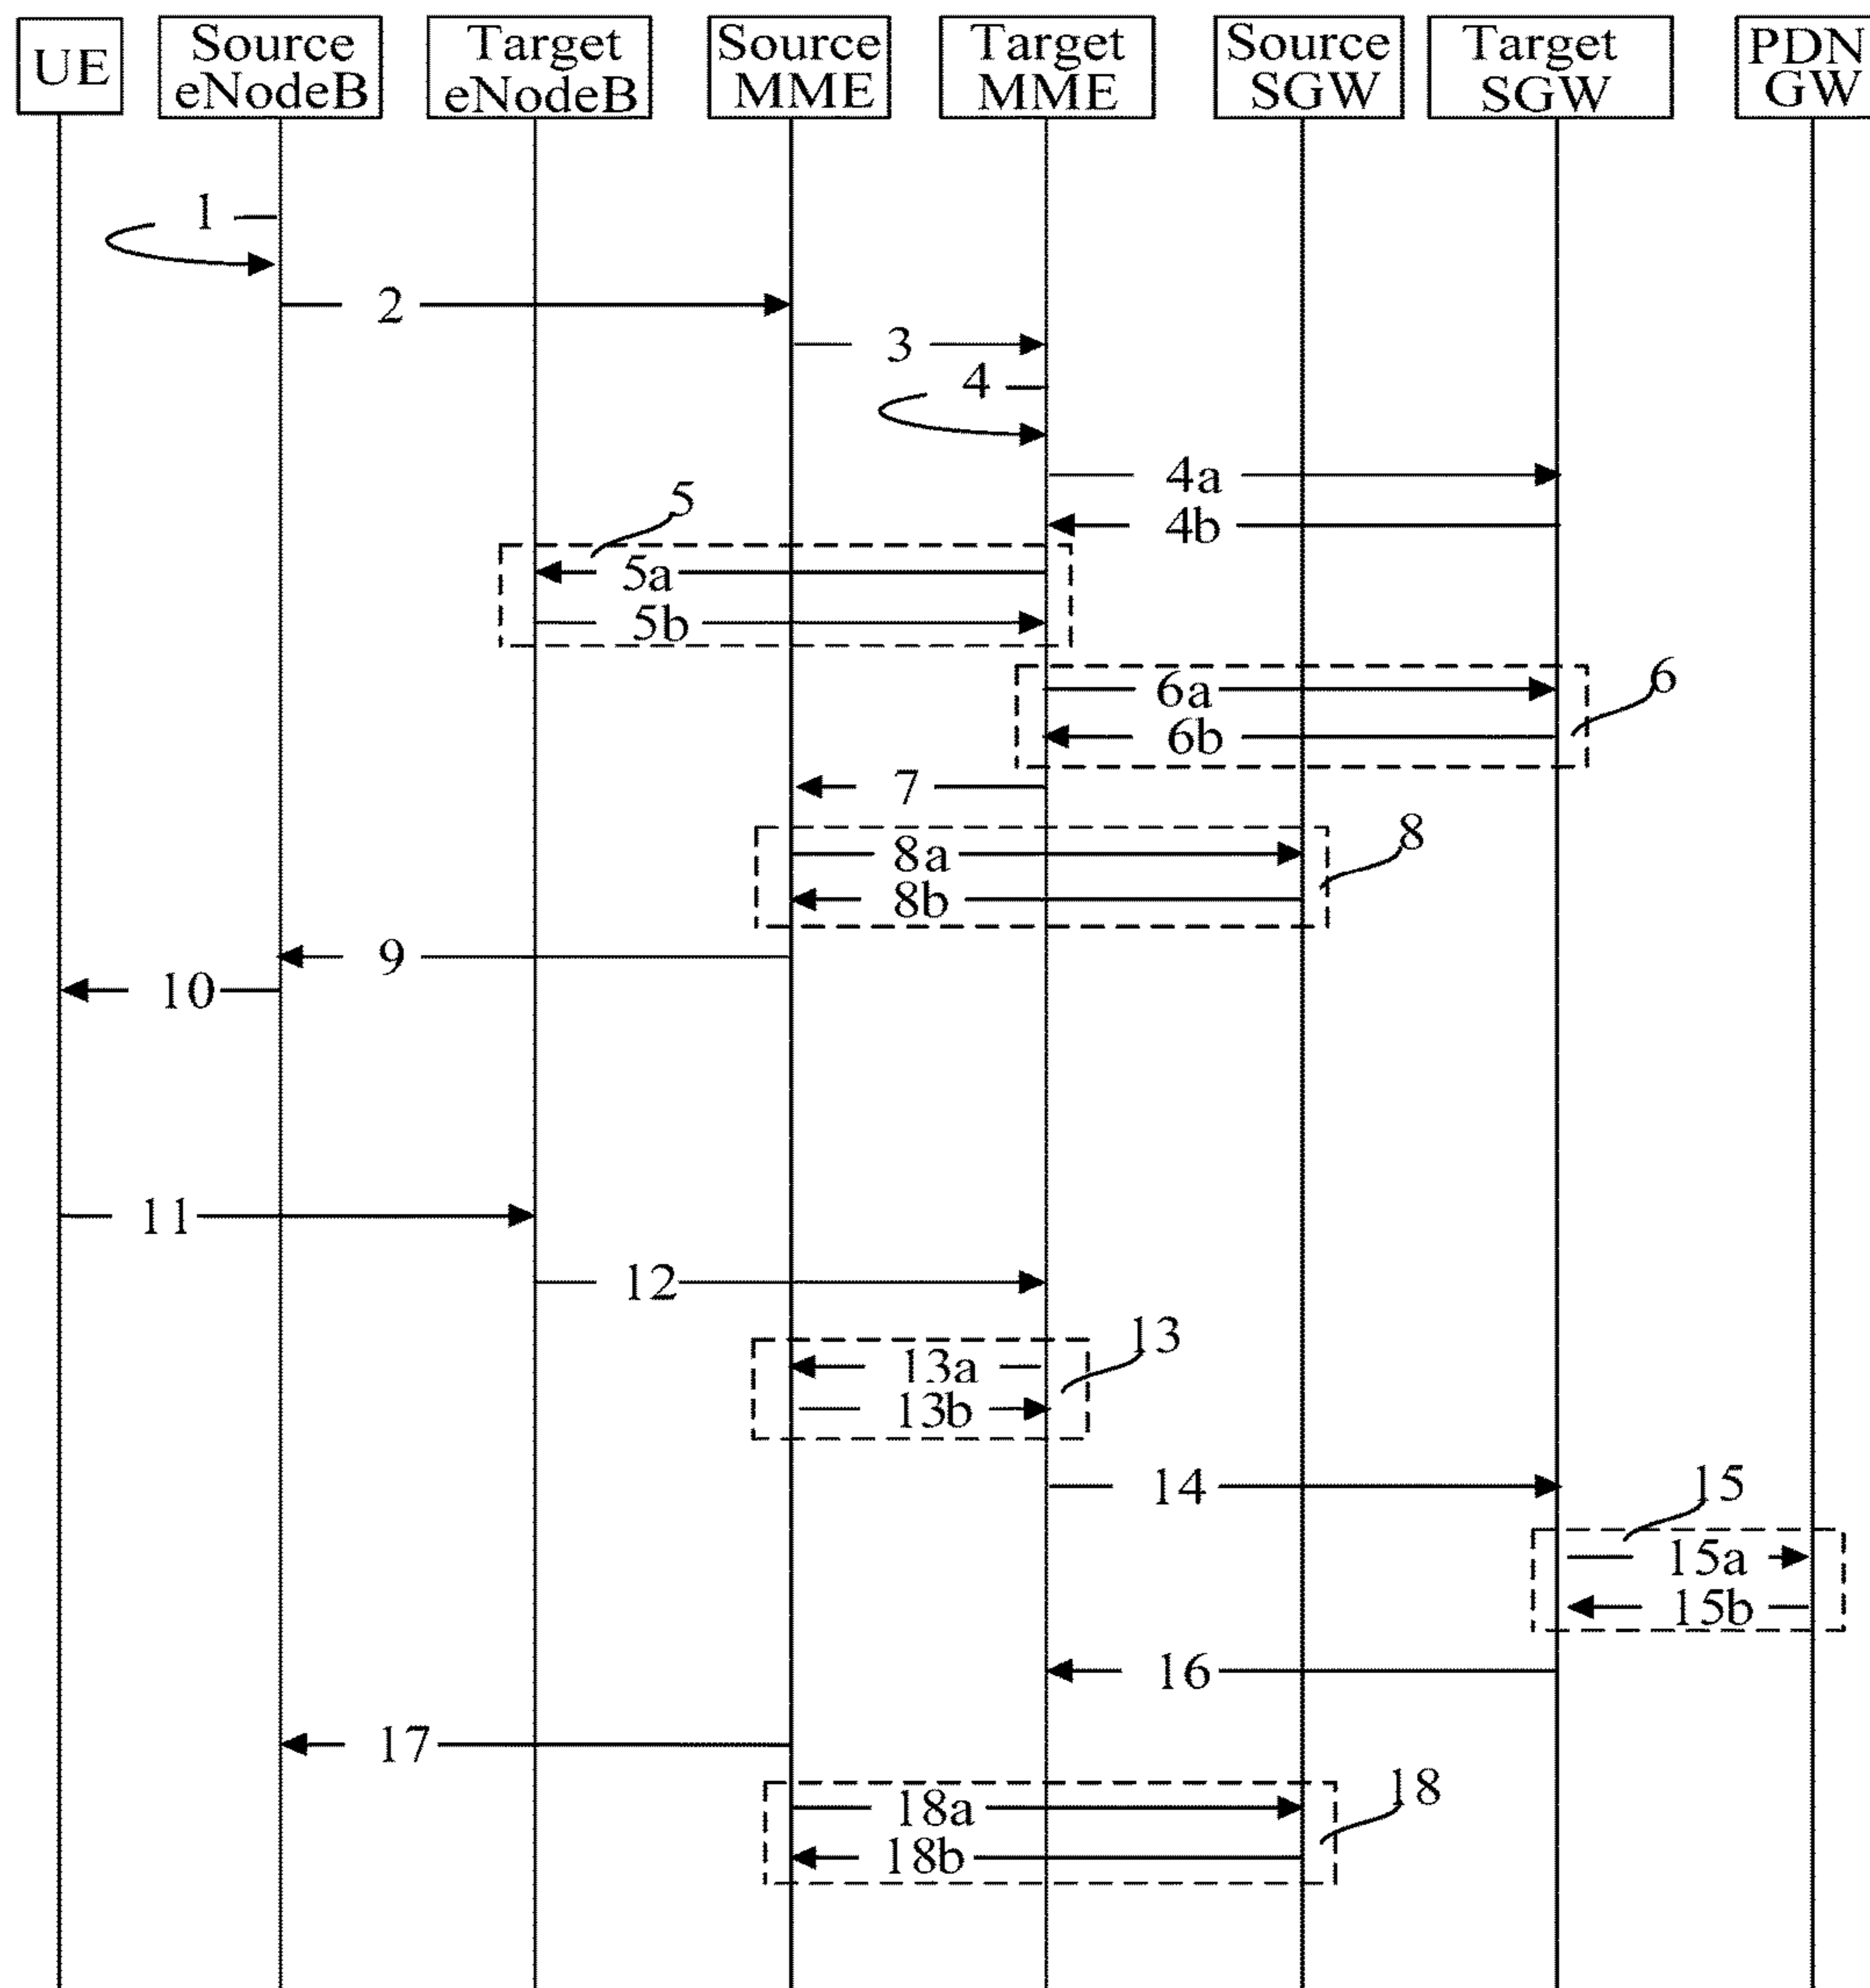 UE
Source
eNodeB
Target
eNodeB
Source
MME
Target
MME
Source
SGW
Target
SGW
PDN
GW
1
2
3
4
4a
4b
5
5a
5b
6
6a
6b
7
8
8a
8b
9
10
11
12
13
13a
13b
14
15
15a
15b
16
17
18
18a
18b